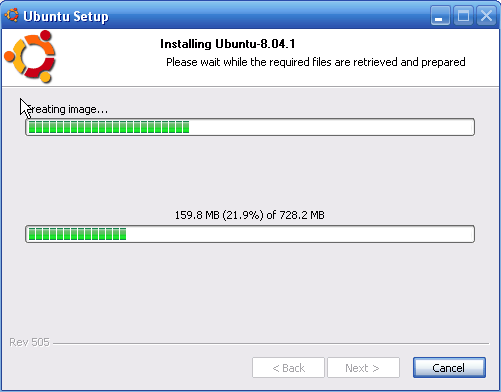 Ubuntu Setup
Installing Ubuntu-8.04.1
Please wait while the required files are retrieved and prepared
Creating image...
159.8 MB (21.9%) of 728.2 MB
Rev 505
< Back
Next >
Cancel